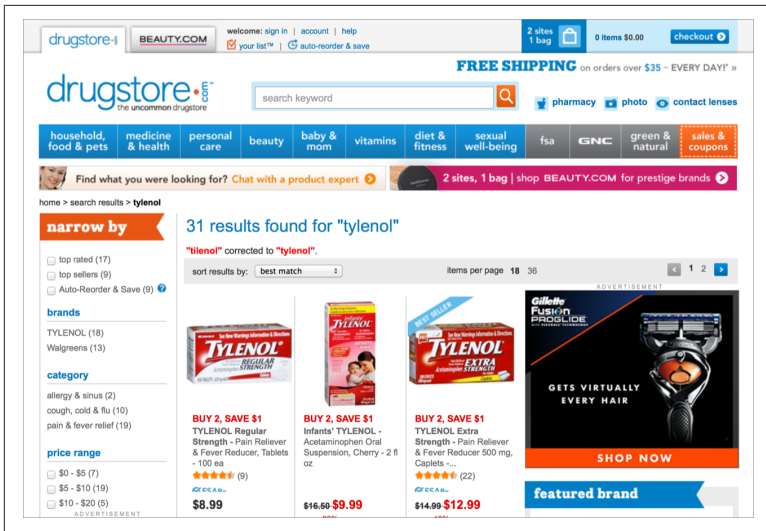 drugstore
BEAUTY.COM
welcome: sign in | account | help
your list™ | auto-reorder & save
2 sites
1 bag
0 items $0.00
checkout
FREE SHIPPING on orders over $35 – EVERY DAY!* »
drugstore.com™
the uncommon drugstore
search keyword
pharmacy photo contact lenses
household, food & pets
medicine & health
personal care
beauty
baby & mom
vitamins
diet & fitness
sexual well-being
fsa
GNC
green & natural
sales & coupons
Find what you were looking for? Chat with a product expert
2 sites, 1 bag | shop BEAUTY.COM for prestige brands
home > search results > tylenol
narrow by
top rated (17)
top sellers (9)
Auto-Reorder & Save (9) ?
brands
TYLENOL (18)
Walgreens (13)
category
allergy & sinus (2)
cough, cold & flu (10)
pain & fever relief (19)
price range
$0 - $5 (7)
$5 - $10 (19)
$10 - $20 (5)
ADVERTISEMENT
31 results found for "tylenol"
"tilenol" corrected to "tylenol".
sort results by: best match
items per page 18 36
1 2
TYLENOL
REGULAR
STRENGTH
BUY 2, SAVE $1
TYLENOL Regular
Strength - Pain Reliever
& Fever Reducer, Tablets
- 100 ea
(9)
$8.99
Infants'
TYLENOL
BUY 2, SAVE $1
Infants' TYLENOL -
Acetaminophen Oral
Suspension, Cherry - 2 fl
oz
$16.50 $9.99
BEST SELLER
TYLENOL
EXTRA
STRENGTH
BUY 2, SAVE $1
TYLENOL Extra
Strength - Pain Reliever
& Fever Reducer 500 mg,
Caplets -...
(22)
$14.99 $12.99
ADVERTISEMENT
Gillette
FUSION
PROGLIDE
GETS VIRTUALLY
EVERY HAIR
SHOP NOW
featured brand